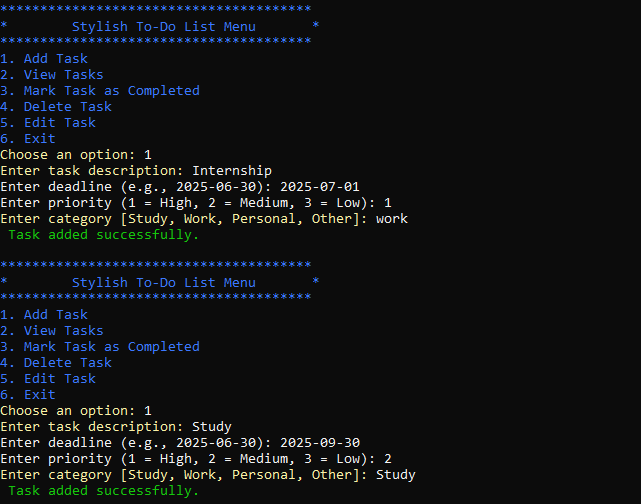 ***************************************
*        Stylish To-Do List Menu       *
***************************************
1. Add Task
2. View Tasks
3. Mark Task as Completed
4. Delete Task
5. Edit Task
6. Exit
Choose an option: 1
Enter task description: Internship
Enter deadline (e.g., 2025-06-30): 2025-07-01
Enter priority (1 = High, 2 = Medium, 3 = Low): 1
Enter category [Study, Work, Personal, Other]: work
 Task added successfully.

***************************************
*        Stylish To-Do List Menu       *
***************************************
1. Add Task
2. View Tasks
3. Mark Task as Completed
4. Delete Task
5. Edit Task
6. Exit
Choose an option: 1
Enter task description: Study
Enter deadline (e.g., 2025-06-30): 2025-09-30
Enter priority (1 = High, 2 = Medium, 3 = Low): 2
Enter category [Study, Work, Personal, Other]: Study
 Task added successfully.